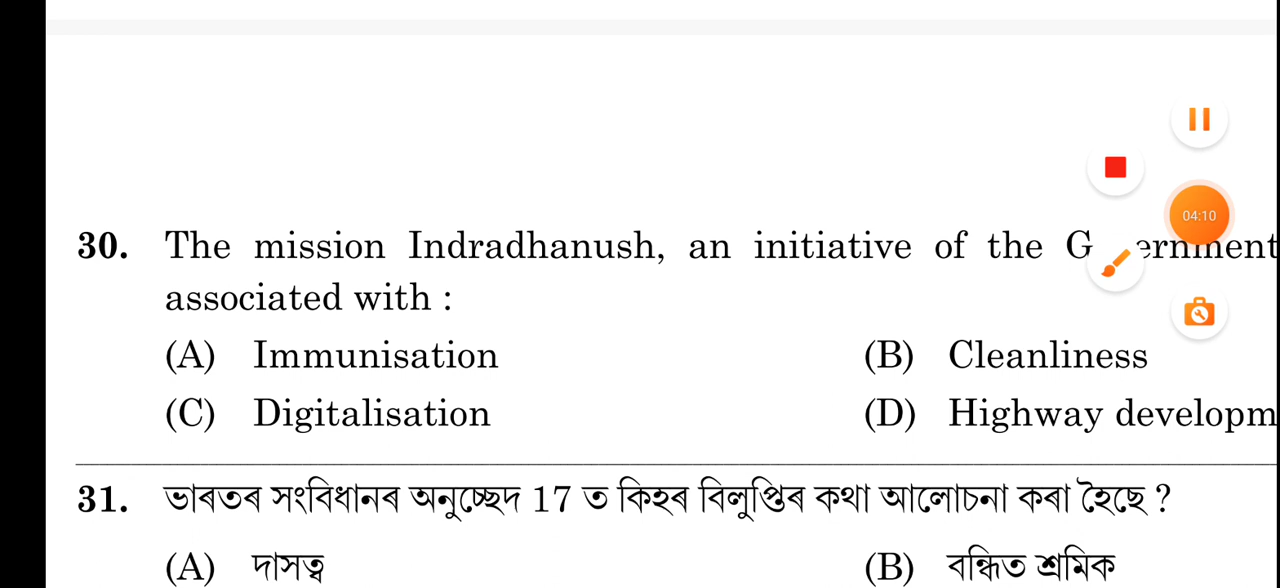 04:10
30. The mission Indradhanush, an initiative of the
associated with :
(A) Immunisation (B) Cleanliness
(C) Digitalisation (D) Highway developm
31. ভাৰতৰ সংবিধানৰ অনুচ্ছেদ 17 ত কিহৰ বিলুপ্তিৰ কথা আলোচনা কৰা হৈছে ?
(A) দাসত্ব (B) বন্ধিত শ্ৰমিক